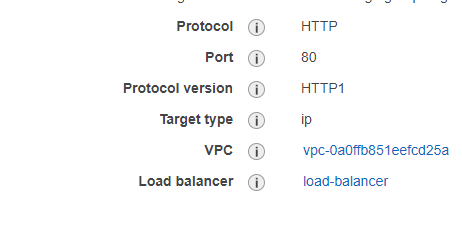 Protocol HTTP
Port 80
Protocol version HTTP1
Target type ip
VPC vpc-0a0ffb851eefcd25a
Load balancer load-balancer